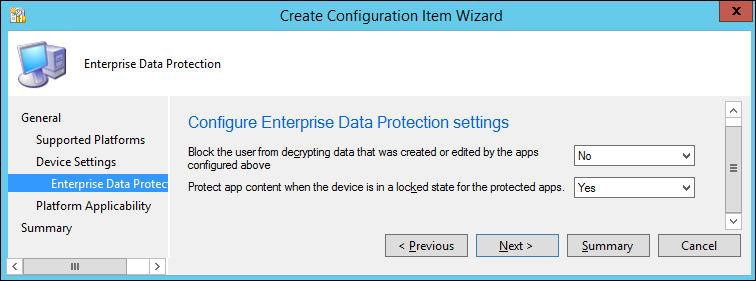 Create Configuration Item Wizard
X
Enterprise Data Protection
General
Supported Platforms
Device Settings
Enterprise Data Protec
Platform Applicability
Summary
Configure Enterprise Data Protection settings
Block the user from decrypting data that was created or edited by the apps
configured above
No
Protect app content when the device is in a locked state for the protected apps.
Yes
< Previous
Next >
Summary
Cancel